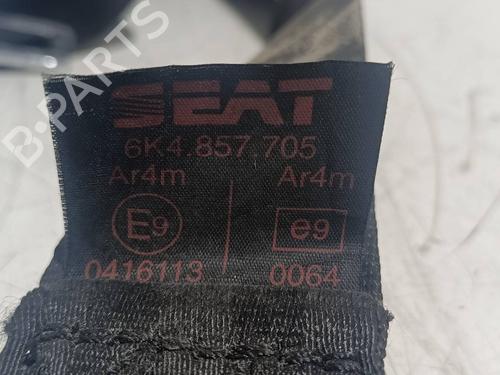 B-PARTS
SEAT
6K4.857 705
Ar4m Ar4m
E9 e9
0416113 0064